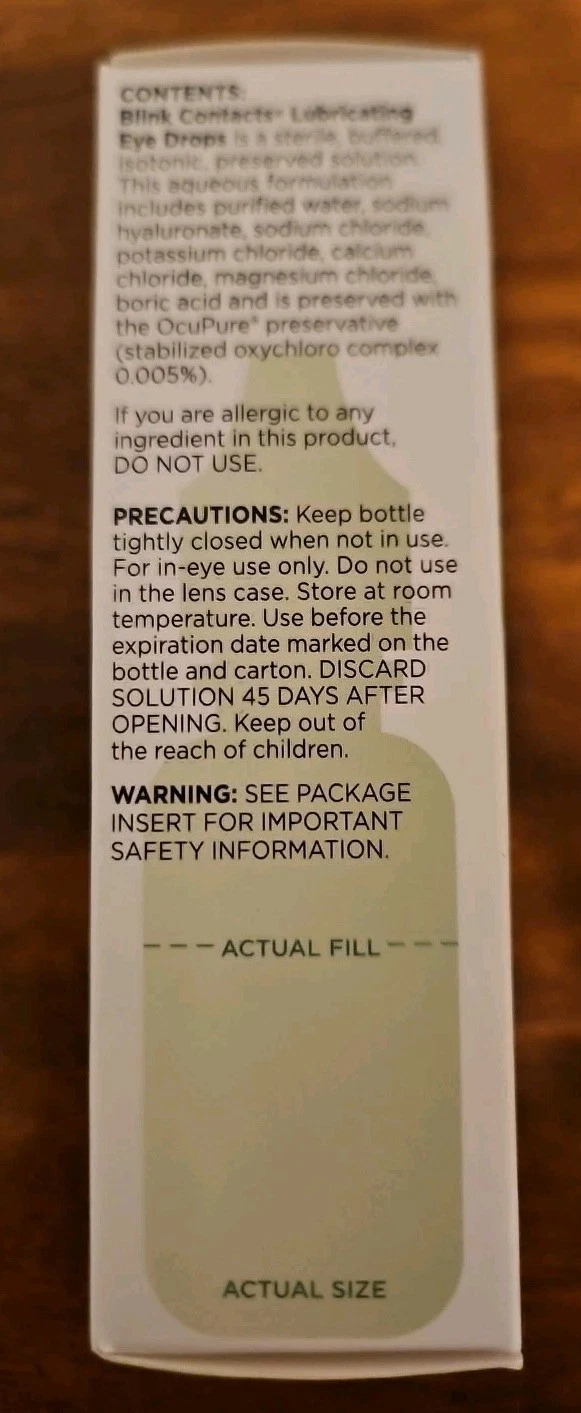 CONTENTS:
Blink Contacts® Lubricating
Eye Drops is a sterile, buffered,
isotonic, preserved solution.
This aqueous formulation
includes purified water, sodium
hyaluronate, sodium chloride,
potassium chloride, calcium
chloride, magnesium chloride,
boric acid and is preserved with
the OcuPure® preservative
(stabilized oxychloro complex
0.005%).
If you are allergic to any
ingredient in this product,
DO NOT USE.
PRECAUTIONS: Keep bottle
tightly closed when not in use.
For in-eye use only. Do not use
in the lens case. Store at room
temperature. Use before the
expiration date marked on the
bottle and carton. DISCARD
SOLUTION 45 DAYS AFTER
OPENING. Keep out of
the reach of children.
WARNING: SEE PACKAGE
INSERT FOR IMPORTANT
SAFETY INFORMATION.
ACTUAL FILL
ACTUAL SIZE